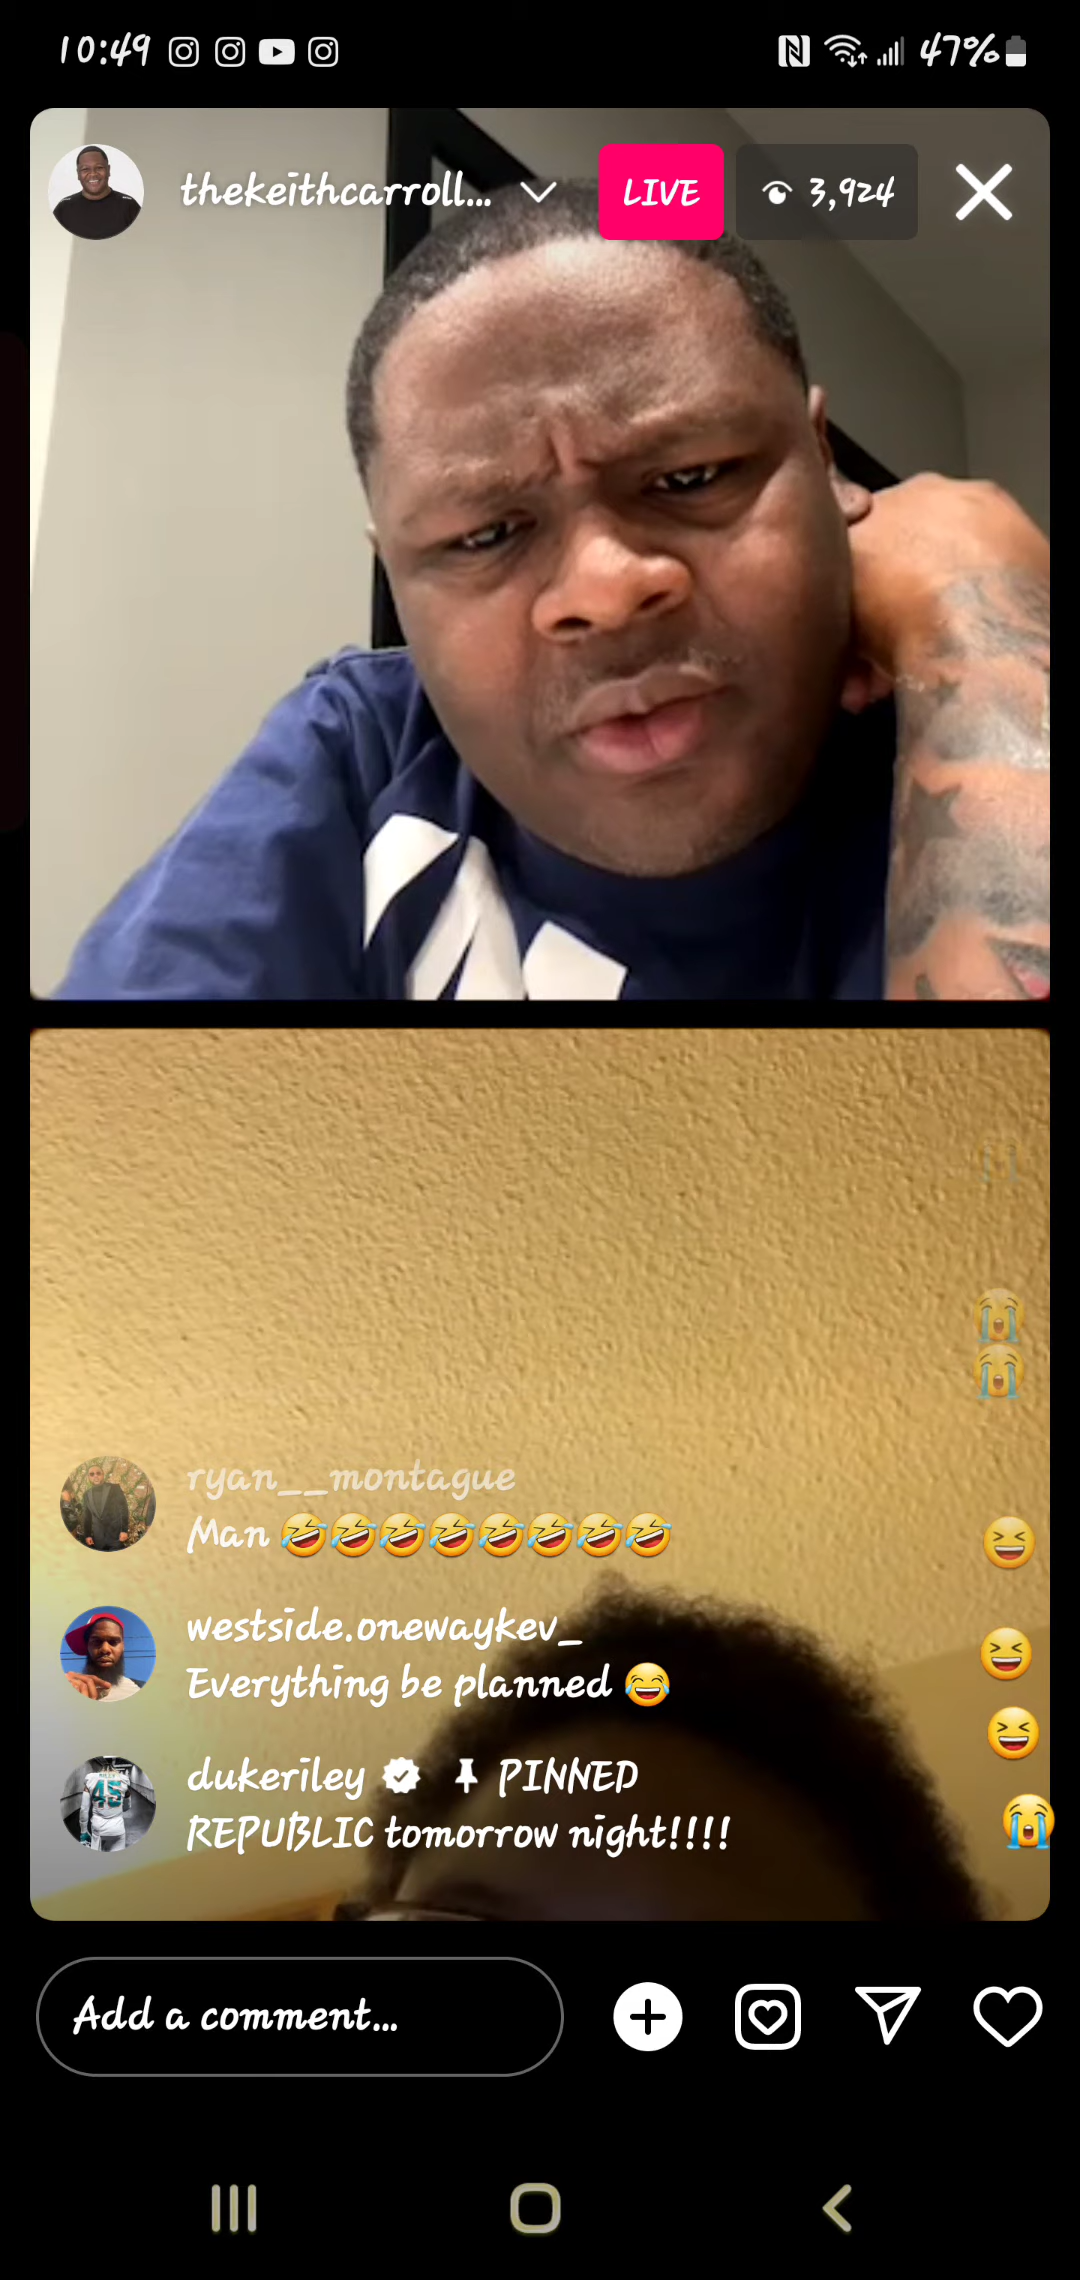 10:49 47%
thekeithcarroll... LIVE 3,924
ryan__montague
Man 🤣🤣🤣🤣🤣🤣🤣🤣
westside.onewaykev_
Everything be planned 😂
dukeriley PINNED
REPUBLIC tomorrow night!!!!
Add a comment...